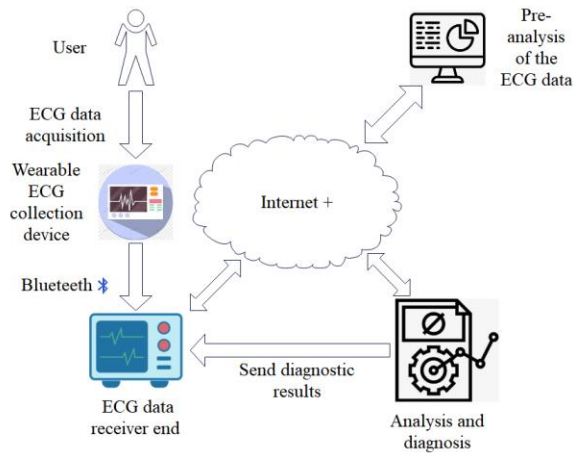 User
ECG data
acquisition
Wearable
ECG
collection
device
Blueteeth
ECG data
receiver end
Internet +
Pre-
analysis
of the
ECG data
Send diagnostic
results
Analysis and
diagnosis